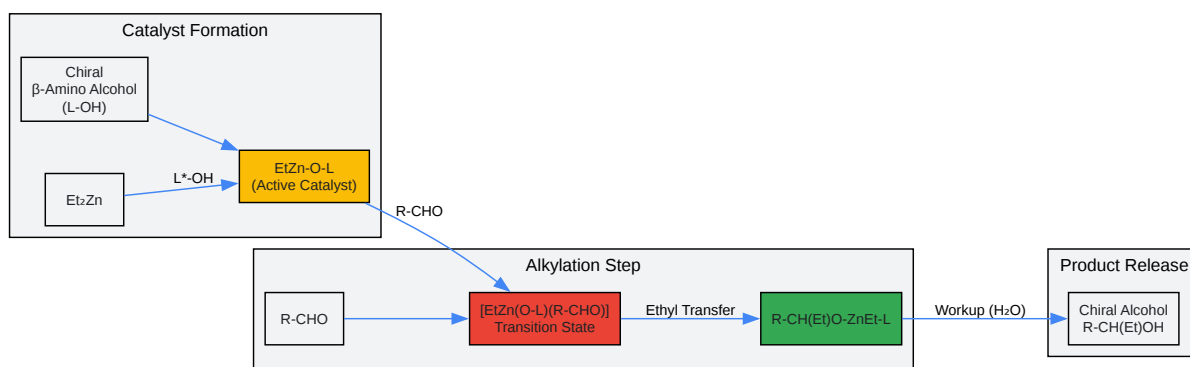 Catalyst Formation
Chiral
β-Amino Alcohol
(L-OH)
Et₂Zn
L*-OH
EtZn-O-L
(Active Catalyst)
R-CHO
Alkylation Step
R-CHO
[EtZn(O-L)(R-CHO)]
Transition State
Ethyl Transfer
R-CH(Et)O-ZnEt-L
Workup (H₂O)
Product Release
Chiral Alcohol
R-CH(Et)OH